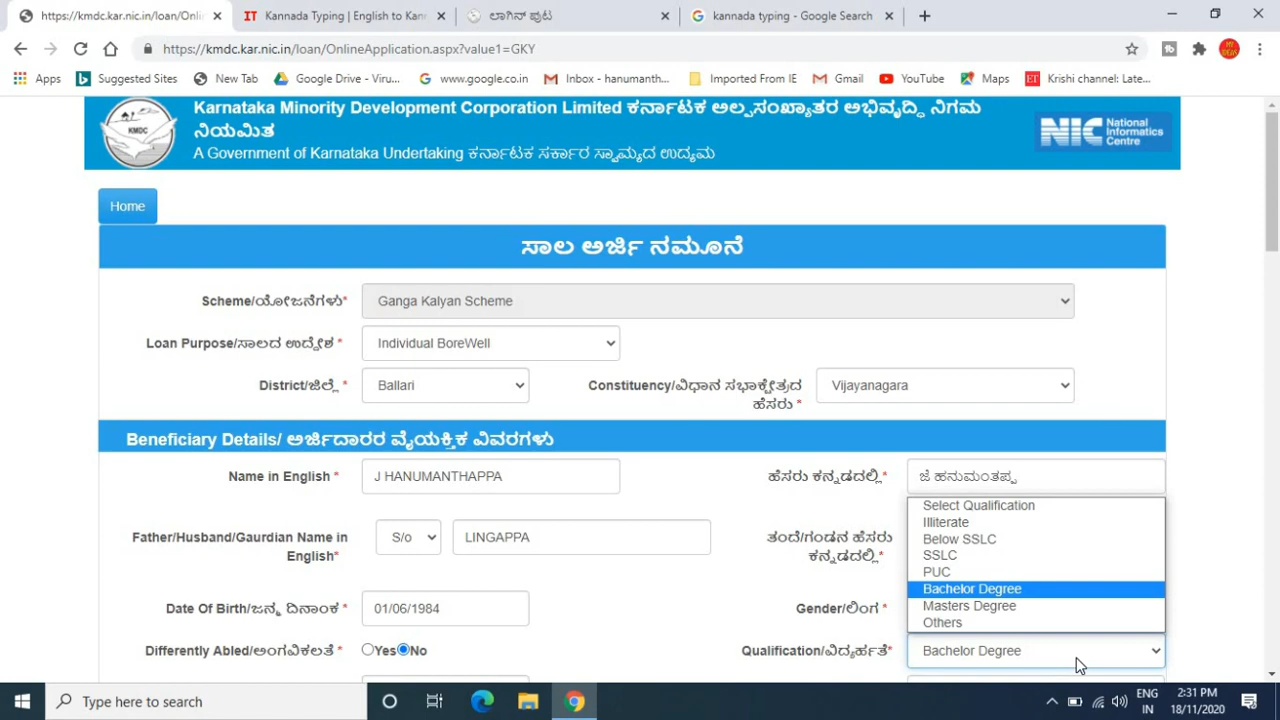 https://kmdc.kar.nic.in/loan/Onli
Kannada Typing | English to Kan
ಲಾಗಿನ್ ಪುಟ
kannada typing - Google Search
https://kmdc.kar.nic.in/loan/OnlineApplication.aspx?value1=GKY
Apps
Suggested Sites
New Tab
Google Drive - Viru...
www.google.co.in
Inbox - hanumanth...
Imported From IE
Gmail
YouTube
Maps
Krishi channel: Late...
Karnataka Minority Development Corporation Limited ಕರ್ನಾಟಕ ಅಲ್ಪಸಂಖ್ಯಾತರ ಅಭಿವೃದ್ಧಿ ನಿಗಮ
ನಿಯಮಿತ
A Government of Karnataka Undertaking ಕರ್ನಾಟಕ ಸರ್ಕಾರ ಸ್ವಾಮ್ಯದ ಉದ್ಯಮ
KMDC
NIC National
Informatics
Centre
Home
ಸಾಲ ಅರ್ಜಿ ನಮೂನೆ
Scheme/ಯೋಜನೆಗಳು* Ganga Kalyan Scheme
Loan Purpose/ಸಾಲದ ಉದ್ದೇಶ * Individual BoreWell
District/ಜಿಲ್ಲೆ * Ballari
Constituency/ವಿಧಾನ ಸಭಾಕ್ಷೇತ್ರದ
ಹೆಸರು *
Vijayanagara
Beneficiary Details/ ಅರ್ಜಿದಾರರ ವೈಯಕ್ತಿಕ ವಿವರಗಳು
Name in English * J HANUMANTHAPPA
ಹೆಸರು ಕನ್ನಡದಲ್ಲಿ* ಜೆ ಹನುಮಂತಪ್ಪ
Father/Husband/Gaurdian Name in
English*
S/o LINGAPPA
ತಂದೆ/ಗಂಡನ ಹೆಸರು
ಕನ್ನಡದಲ್ಲಿ*
Select Qualification
Illiterate
Below SSLC
SSLC
PUC
Bachelor Degree
Masters Degree
Others
Date Of Birth/ಜನ್ಮ ದಿನಾಂಕ * 01/06/1984
Gender/ಲಿಂಗ *
Differently Abled/ಅಂಗವಿಕಲತೆ * Yes No
Qualification/ವಿದ್ಯರ್ಹತೆ* Bachelor Degree
Type here to search
ENG
IN
2:31 PM
18/11/2020